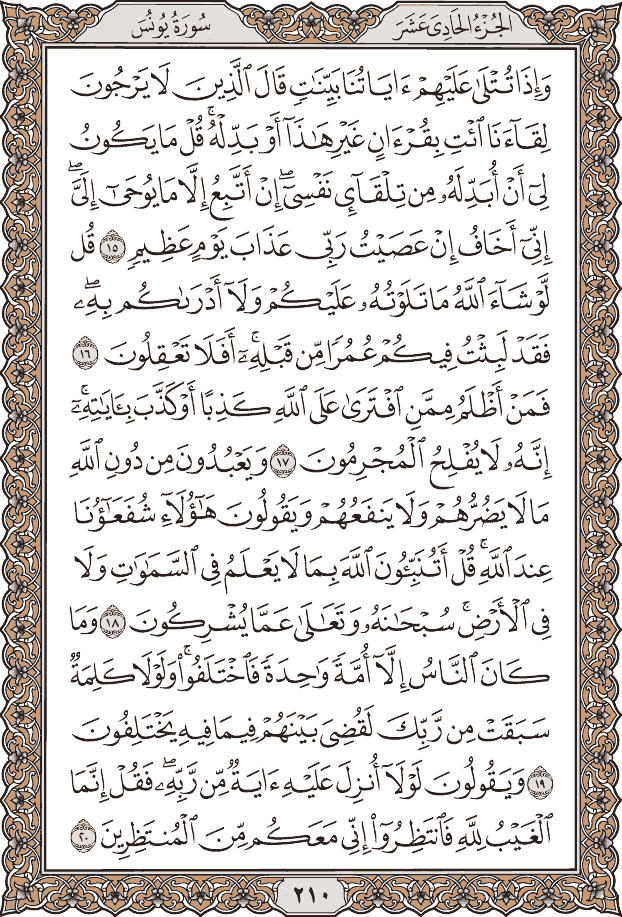 الجُزْءُ الحَادِي عَشَرَ
سُورَةُ يُونُسَ
وَإِذَا تُتْلَىٰ عَلَيْهِمْ ءَايَاتُنَا بَيِّنَٰتٍ قَالَ ٱلَّذِينَ لَا يَرْجُونَ
لِقَآءَنَا ٱئْتِ بِقُرْءَانٍ غَيْرِ هَٰذَآ أَوْ بَدِّلْهُ ۚ قُلْ مَا يَكُونُ
لِىٓ أَنْ أُبَدِّلَهُۥ مِن تِلْقَآئِ نَفْسِىٓ ۖ إِنْ أَتَّبِعُ إِلَّا مَا يُوحَىٰٓ إِلَىَّ ۖ
إِنِّىٓ أَخَافُ إِنْ عَصَيْتُ رَبِّى عَذَابَ يَوْمٍ عَظِيمٍ ١٥ قُل
لَّوْ شَآءَ ٱللَّهُ مَا تَلَوْتُهُۥ عَلَيْكُمْ وَلَآ أَدْرَىٰكُم بِهِۦ ۖ
فَقَدْ لَبِثْتُ فِيكُمْ عُمُرًا مِّن قَبْلِهِۦٓ ۚ أَفَلَا تَعْقِلُونَ ١٦
فَمَنْ أَظْلَمُ مِمَّنِ ٱفْتَرَىٰ عَلَى ٱللَّهِ كَذِبًا أَوْ كَذَّبَ بِـَٔايَٰتِهِۦٓ ۚ
إِنَّهُۥ لَا يُفْلِحُ ٱلْمُجْرِمُونَ ١٧ وَيَعْبُدُونَ مِن دُونِ ٱللَّهِ
مَا لَا يَضُرُّهُمْ وَلَا يَنفَعُهُمْ وَيَقُولُونَ هَٰٓؤُلَآءِ شُفَعَٰٓؤُنَا
عِندَ ٱللَّهِ ۚ قُلْ أَتُنَبِّـُٔونَ ٱللَّهَ بِمَا لَا يَعْلَمُ فِى ٱلسَّمَٰوَٰتِ وَلَا
فِى ٱلْأَرْضِ ۚ سُبْحَٰنَهُۥ وَتَعَٰلَىٰ عَمَّا يُشْرِكُونَ ١٨ وَمَا
كَانَ ٱلنَّاسُ إِلَّآ أُمَّةً وَٰحِدَةً فَٱخْتَلَفُوا۟ ۚ وَلَوْلَا كَلِمَةٌ
سَبَقَتْ مِن رَّبِّكَ لَقُضِىَ بَيْنَهُمْ فِيمَا فِيهِ يَخْتَلِفُونَ
١٩ وَيَقُولُونَ لَوْلَآ أُنزِلَ عَلَيْهِ ءَايَةٌ مِّن رَّبِّهِۦ ۖ فَقُلْ إِنَّمَا
ٱلْغَيْبُ لِلَّهِ فَٱنتَظِرُوٓا۟ إِنِّى مَعَكُم مِّنَ ٱلْمُنتَظِرِينَ ٢٠
٢١٠